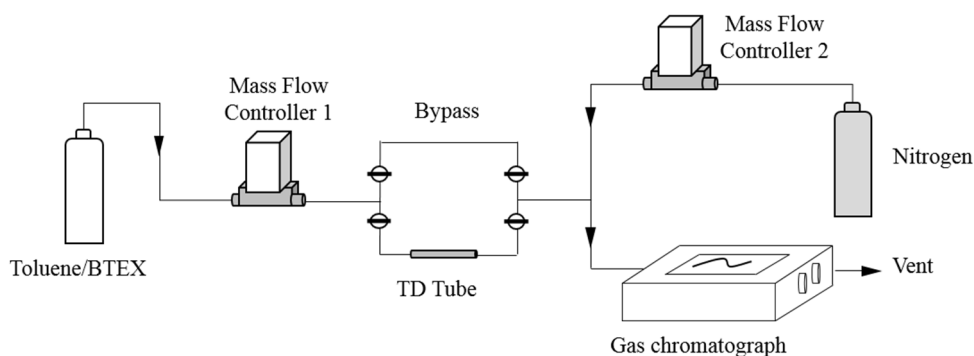 Mass Flow
Controller 2
Mass Flow
Controller 1
Bypass
Nitrogen
Toluene/BTEX
TD Tube
Vent
Gas chromatograph